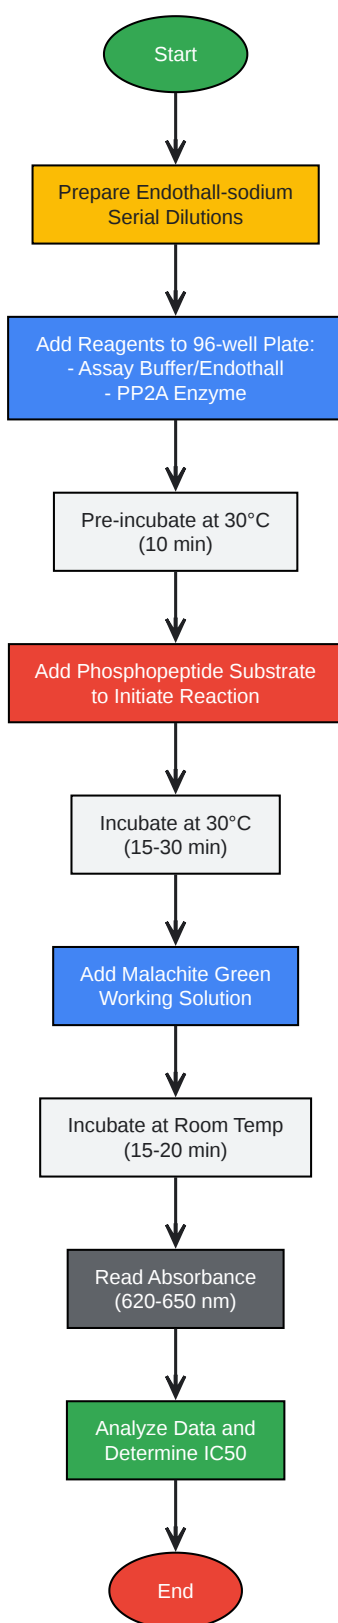 Start
Prepare Endothall-sodium
Serial Dilutions
Add Reagents to 96-well Plate:
- Assay Buffer/Endothall
- PP2A Enzyme
Pre-incubate at 30°C
(10 min)
Add Phosphopeptide Substrate
to Initiate Reaction
Incubate at 30°C
(15-30 min)
Add Malachite Green
Working Solution
Incubate at Room Temp
(15-20 min)
Read Absorbance
(620-650 nm)
Analyze Data and
Determine IC50
End